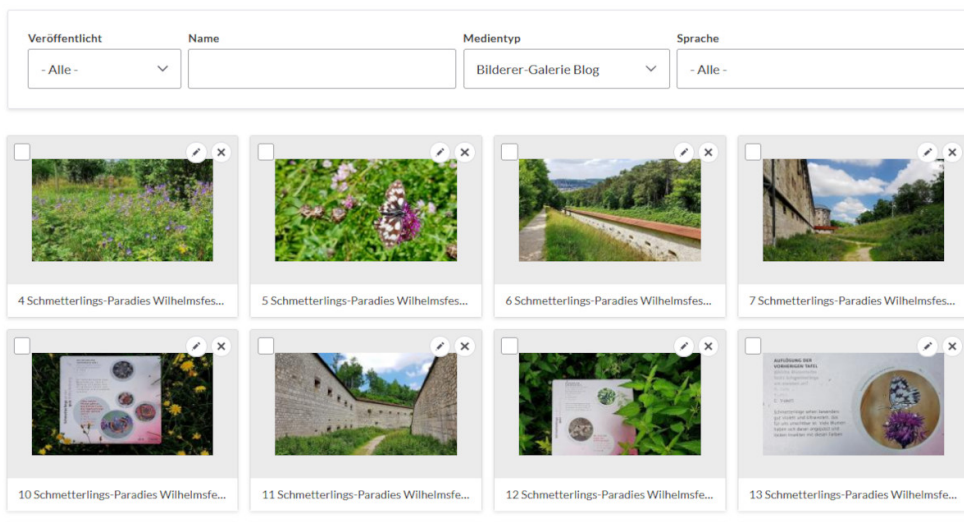 Veröffentlicht
Name
Medientyp
Sprache
- Alle -
Bilderer-Galerie Blog
- Alle -
4 Schmetterlings-Paradies Wilhelmsfes...
5 Schmetterlings-Paradies Wilhelmsfes...
6 Schmetterlings-Paradies Wilhelmsfes...
7 Schmetterlings-Paradies Wilhelmsfes...
AUFLÖSUNG DER
VORHERIGEN TAFEL
10 Schmetterlings-Paradies Wilhelmsfe...
11 Schmetterlings-Paradies Wilhelmsfe...
12 Schmetterlings-Paradies Wilhelmsfe...
13 Schmetterlings-Paradies Wilhelmsfe...